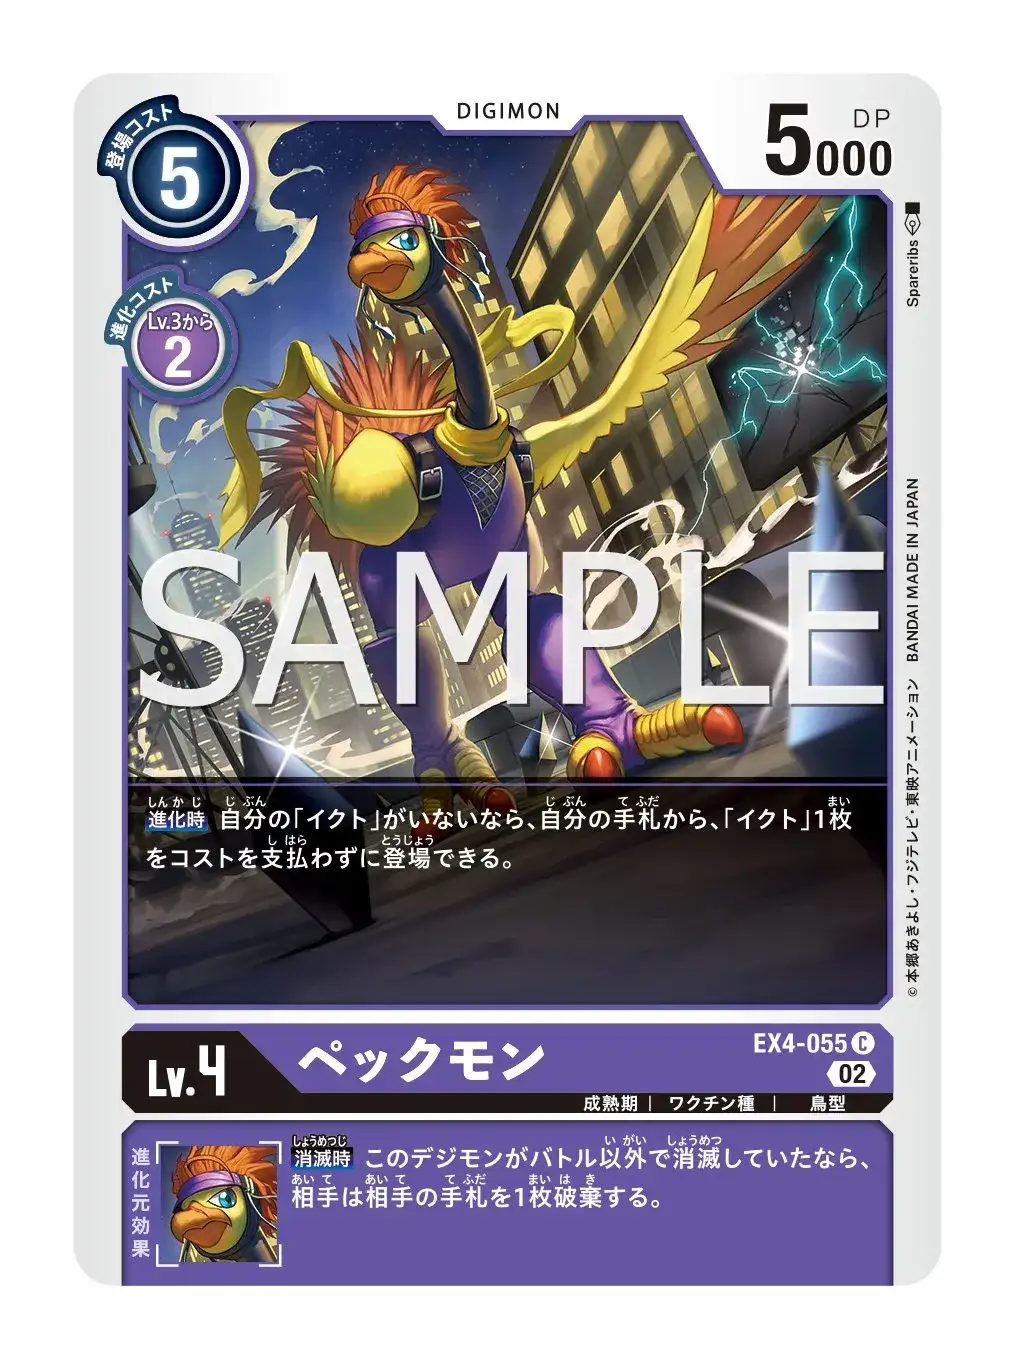 DIGIMON
登場コスト
5
5000
DP
進化コスト
Lv.3から
2
Spareribs
SAMPLE
進化時 自分の「イクト」がいないなら、自分の手札から、「イクト」1枚
をコストを支払わずに登場できる。
© 本郷あきよし・フジテレビ・東映アニメーション BANDAI MADE IN JAPAN
Lv.4
ペックモン
EX4-055 C
02
成熟期 | ワクチン種 | 鳥型
進化元効果
消滅時 このデジモンがバトル以外で消滅していたなら、
相手は相手の手札を1枚破棄する。